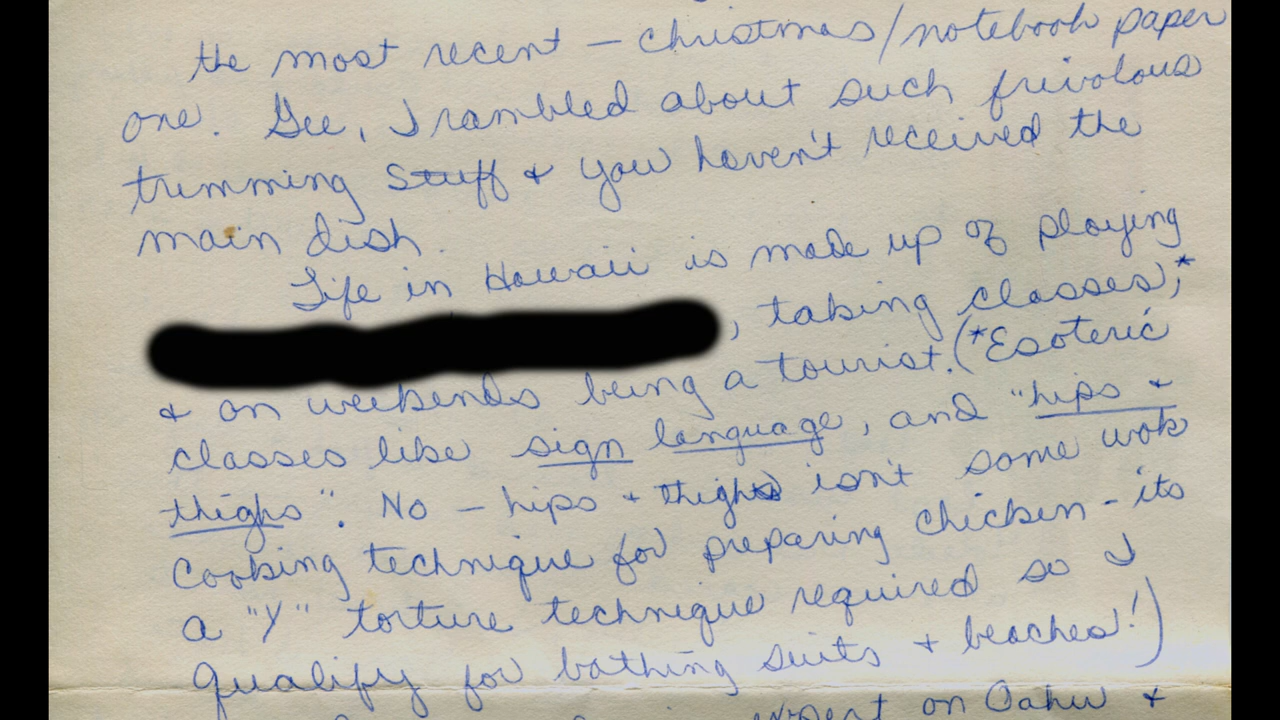 the most recent – christmas/notebook paper
one. Gee, I rambled about such frivolous
trimming stuff & you haven't received the
main dish.
Life in Hawaii is made up of playing
, taking classes,*
& on weekends being a tourist. (*Esoteric
classes like sign language, and "hips &
thighs". No – hips & thighs isn't some wok
cooking technique for preparing chicken - its
a "Y" torture technique required so I
qualify for bathing suits & beaches!)
expert on Oahu &